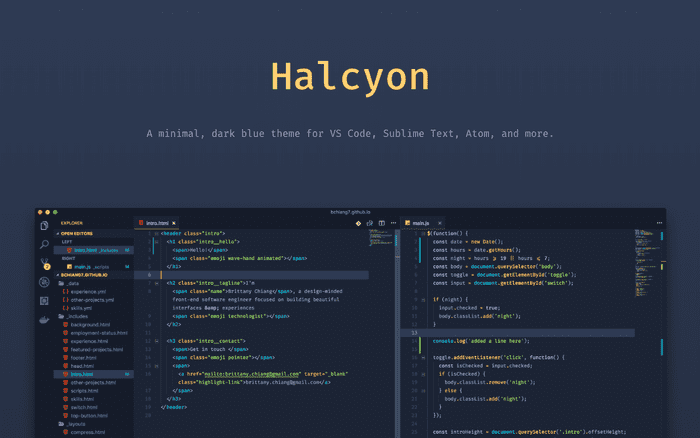 Halcyon
A minimal, dark blue theme for VS Code, Sublime Text, Atom, and more.
bchiang7.github.io
EXPLORER
OPEN EDITORS
LEFT
intro.html
RIGHT
main.js
BCHIANG7.GITHUB.IO
_data
experience.yml
other-projects.yml
skills.yml
_includes
background.html
employment-status.html
experience.html
featured-projects.html
footer.html
head.html
intro.html
other-projects.html
scripts.html
skills.html
switch.html
top-button.html
_layouts
compress.html
intro.html
<header class="intro">
<h1 class="intro__hello">
<span>Hello!</span>
<span class="emoji wave-hand animated"></span>
</h1>
<h2 class="intro__tagline">I'm
<span class="name">Brittany Chiang</span>, a design-minded
front-end software engineer focused on building beautiful
interfaces &amp; experiences
<span class="emoji technologist"></span>
</h2>
<h3 class="intro__contact">
<span>Get in touch </span>
<span class="emoji pointer"></span>
<span>
<a href="mailto:brittany.chiang@gmail.com" target="_blank"
class="highlight-link">brittany.chiang@gmail.com</a>
</span>
</h3>
</header>
main.js
$(function() {
const date = new Date();
const hours = date.getHours();
const night = hours ⩾ 19 || hours ⩽ 7;
const body = document.querySelector('body');
const toggle = document.getElementById('toggle');
const input = document.getElementById('switch');
if (night) {
input.checked = true;
body.classList.add('night');
}
console.log('added a line here');
toggle.addEventListener('click', function() {
const isChecked = input.checked;
if (isChecked) {
body.classList.remove('night');
} else {
body.classList.add('night');
}
});
const introHeight = document.querySelector('.intro').offsetHeight;